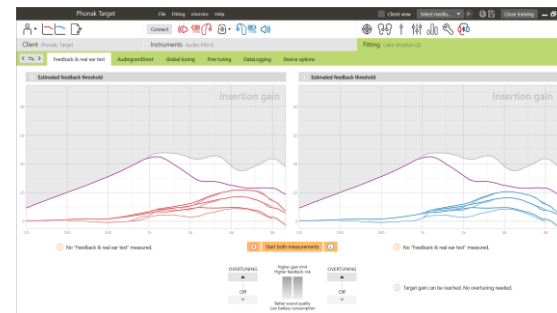 Phonak Target File Fitting eService Help Client view Select media... Close training
Connect
Client Phonak, Target Instruments Audéo P90-R Fitting Calm situation (2)
Feedback & real ear test AudiogramDirect Global tuning Fine tuning DataLogging Device options
Estimated feedback threshold Estimated feedback threshold
Insertion gain Insertion gain
No "Feedback & real ear test" measured. Start both measurements No "Feedback & real ear test" measured.
OVERTUNING Higher gain limit OVERTUNING
Higher feedback risk
Off Off
Target gain can be reached. No overtuning needed.
Better sound quality
Low battery consumption